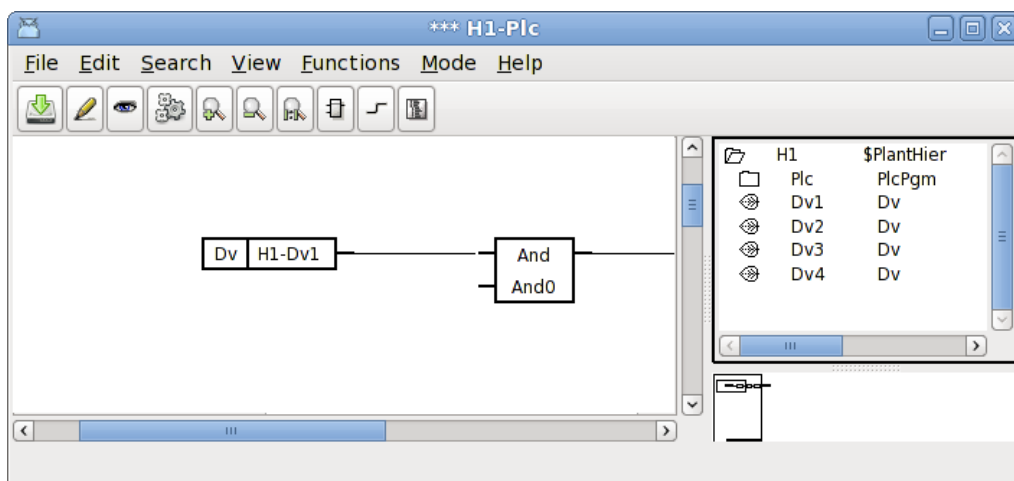 *** H1-Plc
File Edit Search View Functions Mode Help
Dv H1-Dv1
And
And0
H1 $PlantHier
Plc PlcPgm
Dv1 Dv
Dv2 Dv
Dv3 Dv
Dv4 Dv